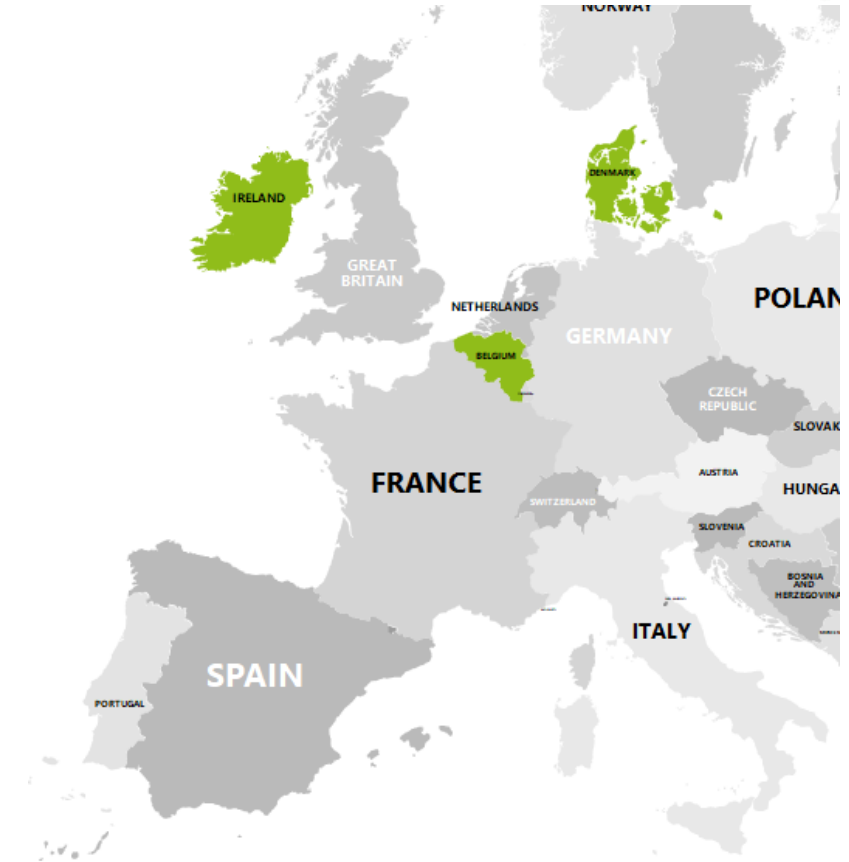 NORWAY
DENMARK
IRELAND
GREAT
BRITAIN
NETHERLANDS
POLAN
GERMANY
BELGIUM
CZECH
REPUBLIC
SLOVAK
AUSTRIA
FRANCE
HUNGA
SWITZERLAND
SLOVENIA
CROATIA
BOSNIA
AND
HERZEGOVINA
ITALY
SPAIN
PORTUGAL